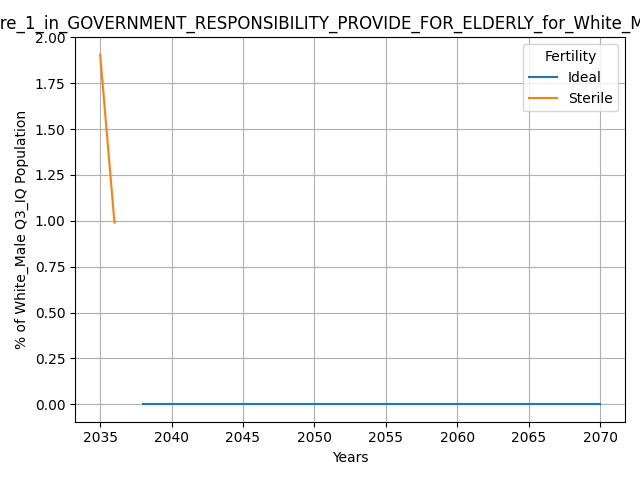 re_1_in_GOVERNMENT_RESPONSIBILITY_PROVIDE_FOR_ELDERLY_for_White_M
2.00
1.75
1.50
1.25
1.00
0.75
0.50
0.25
0.00
% of White_Male Q3_IQ Population
Fertility
Ideal
Sterile
2035 2040 2045 2050 2055 2060 2065 2070
Years